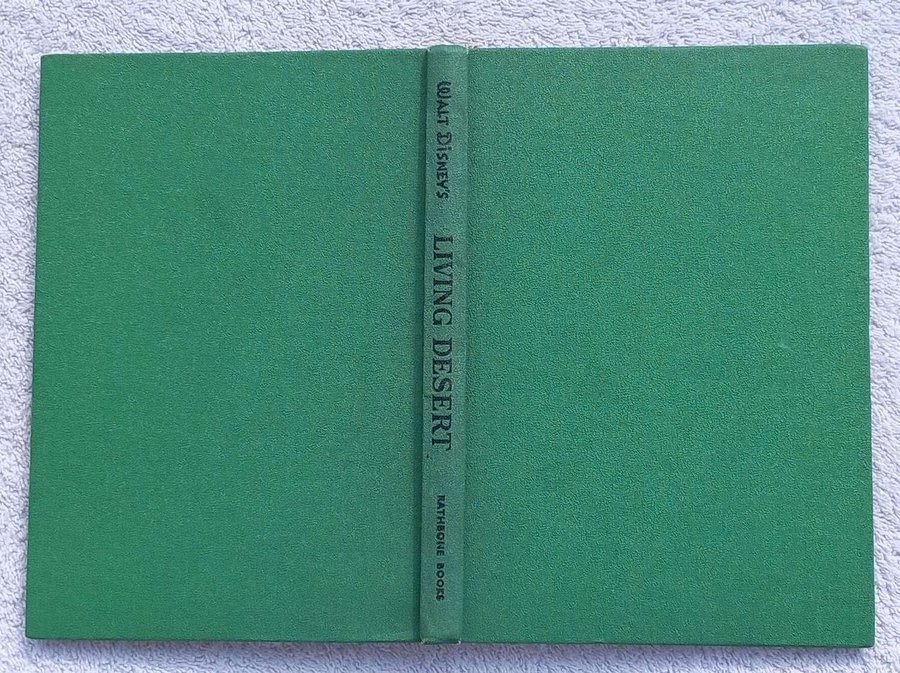 WALT DISNEY'S
LIVING DESERT
RATHBONE BOOKS